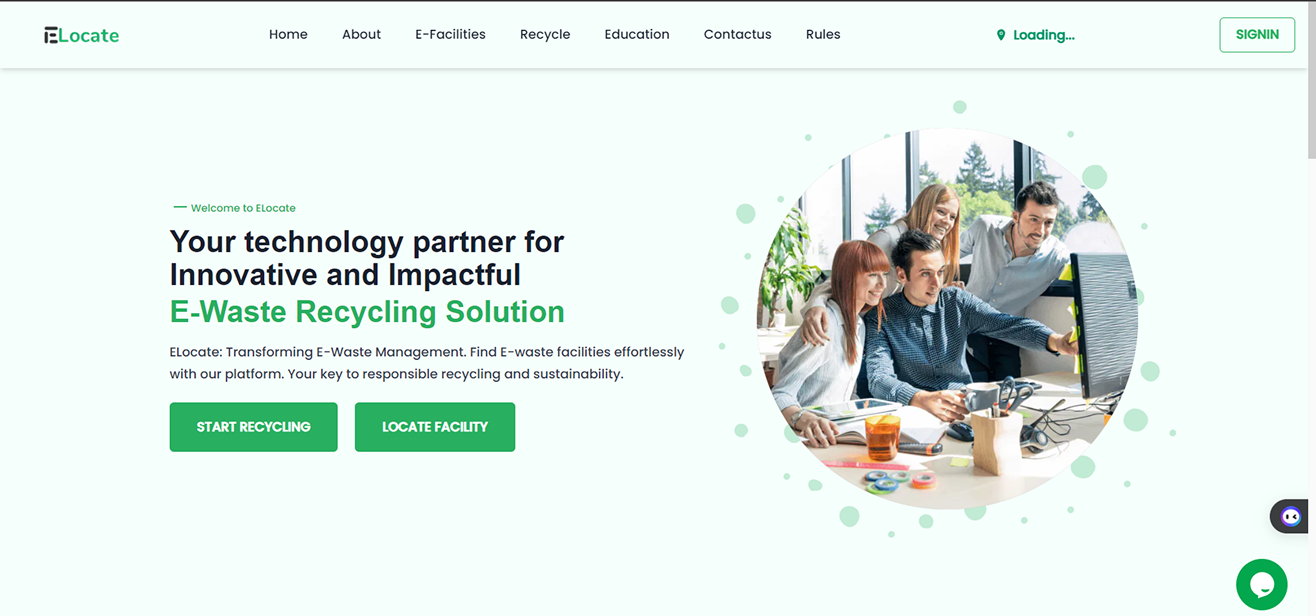 ELocate
Home
About
E-Facilities
Recycle
Education
Contactus
Rules
Loading...
SIGNIN
Welcome to ELocate
Your technology partner for
Innovative and Impactful
E-Waste Recycling Solution
ELocate: Transforming E-Waste Management. Find E-waste facilities effortlessly
with our platform. Your key to responsible recycling and sustainability.
START RECYCLING
LOCATE FACILITY